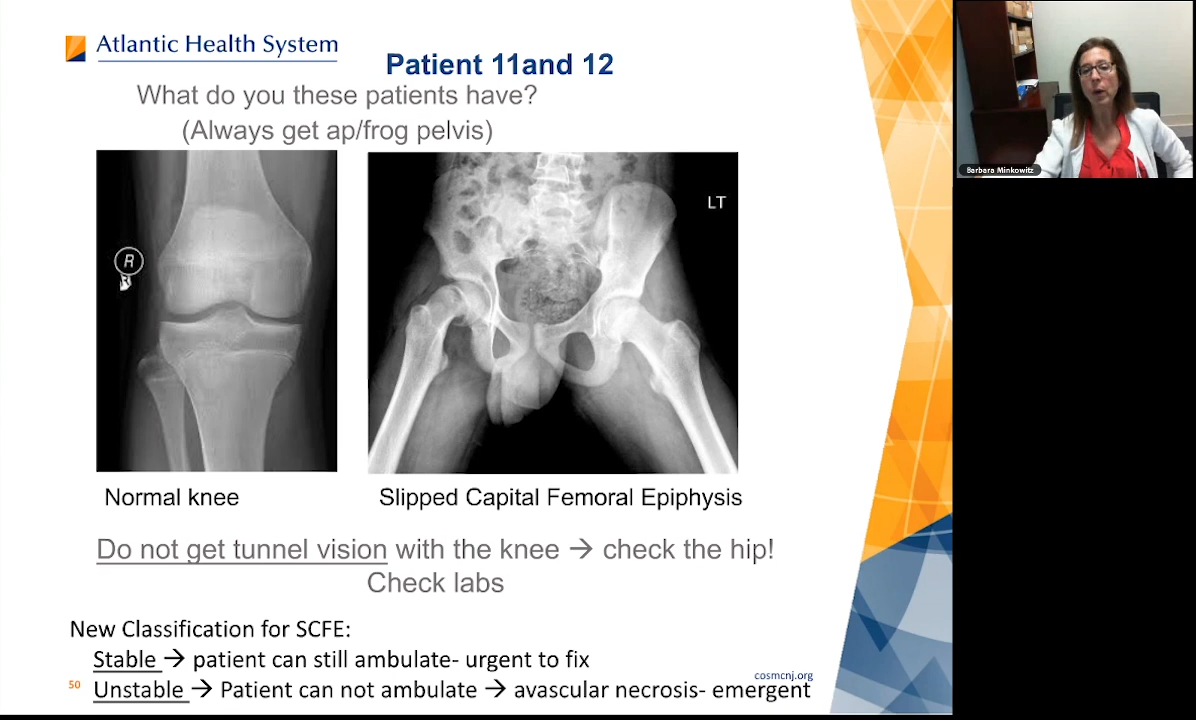 Atlantic Health System
Patient 11and 12
What do you these patients have?
(Always get ap/frog pelvis)
R
R
LT
Normal knee
Slipped Capital Femoral Epiphysis
Do not get tunnel vision with the knee → check the hip!
Check labs
New Classification for SCFE:
Stable → patient can still ambulate- urgent to fix
Unstable → Patient can not ambulate → avascular necrosis- emergent
50
cosmcnj.org
Barbara Minkowitz